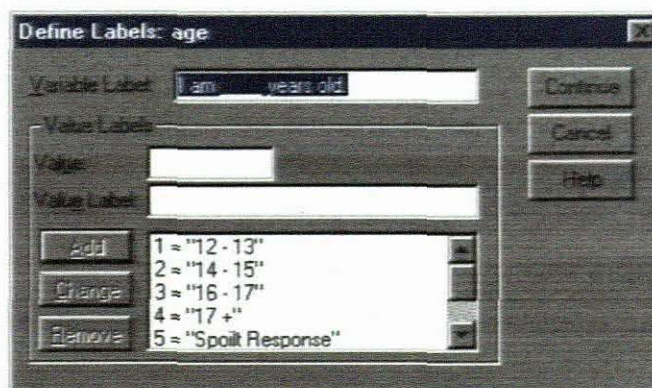 Define Labels: age
Variable Label: I am ____ years old.
Continue
Value Labels
Cancel
Value:
Help
Value Label:
Add
1 = "12 - 13"
2 = "14 - 15"
Change
3 = "16 - 17"
4 = "17 +"
Remove
5 = "Spoilt Response"